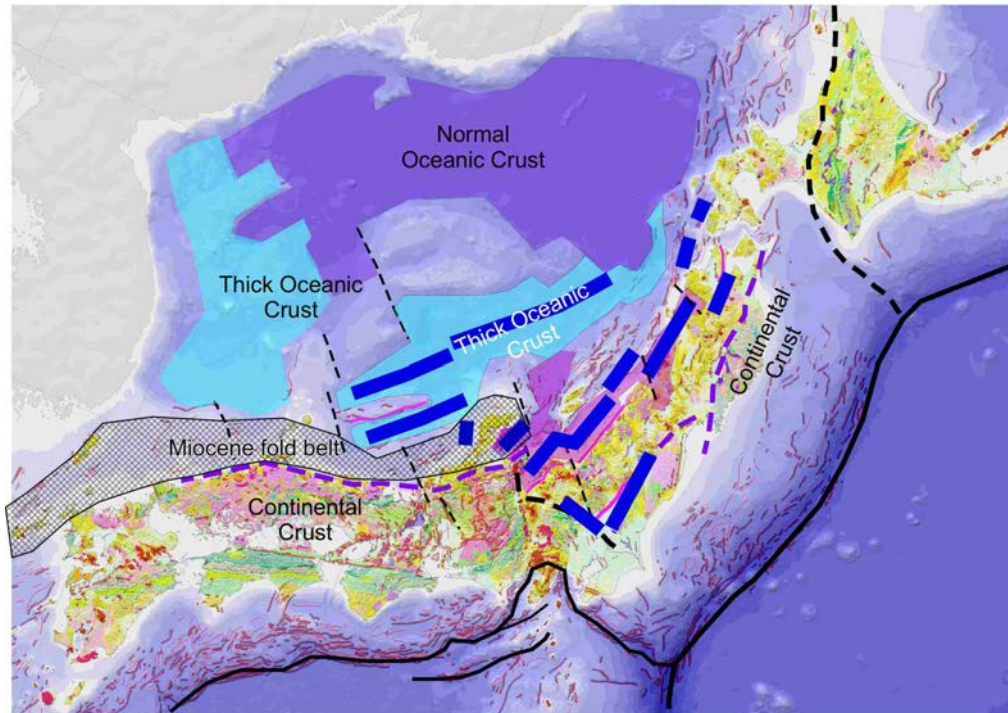 Normal
Oceanic Crust
Thick Oceanic
Crust
Thick Oceanic
Crust
Continental
Crust
Miocene fold belt
Continental
Crust